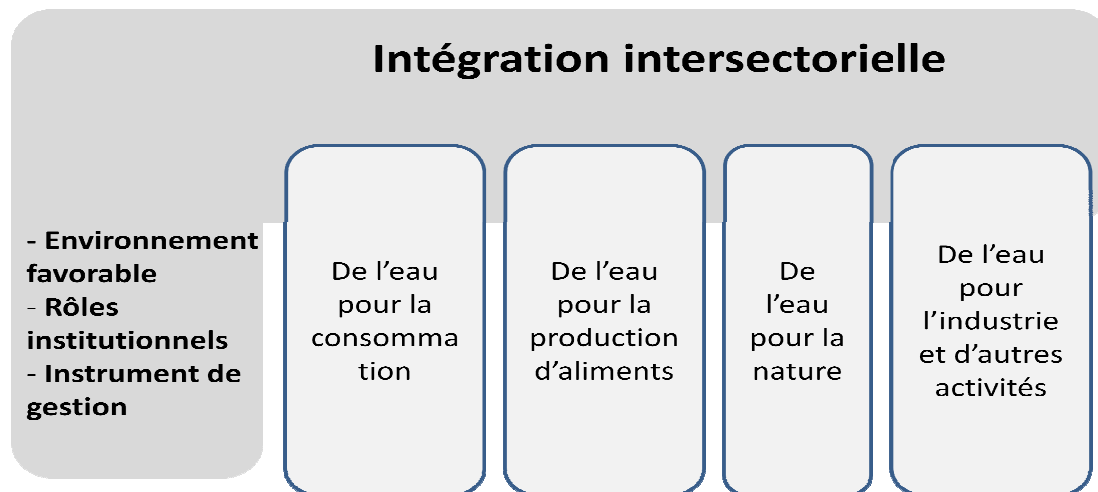 Intégration intersectorielle
- Environnement
favorable
- Rôles
institutionnels
- Instrument de
gestion
De l’eau
pour la
consomma
tion
De l’eau
pour la
production
d’aliments
De
l’eau
pour la
nature
De l’eau
pour
l’industrie
et d’autres
activités